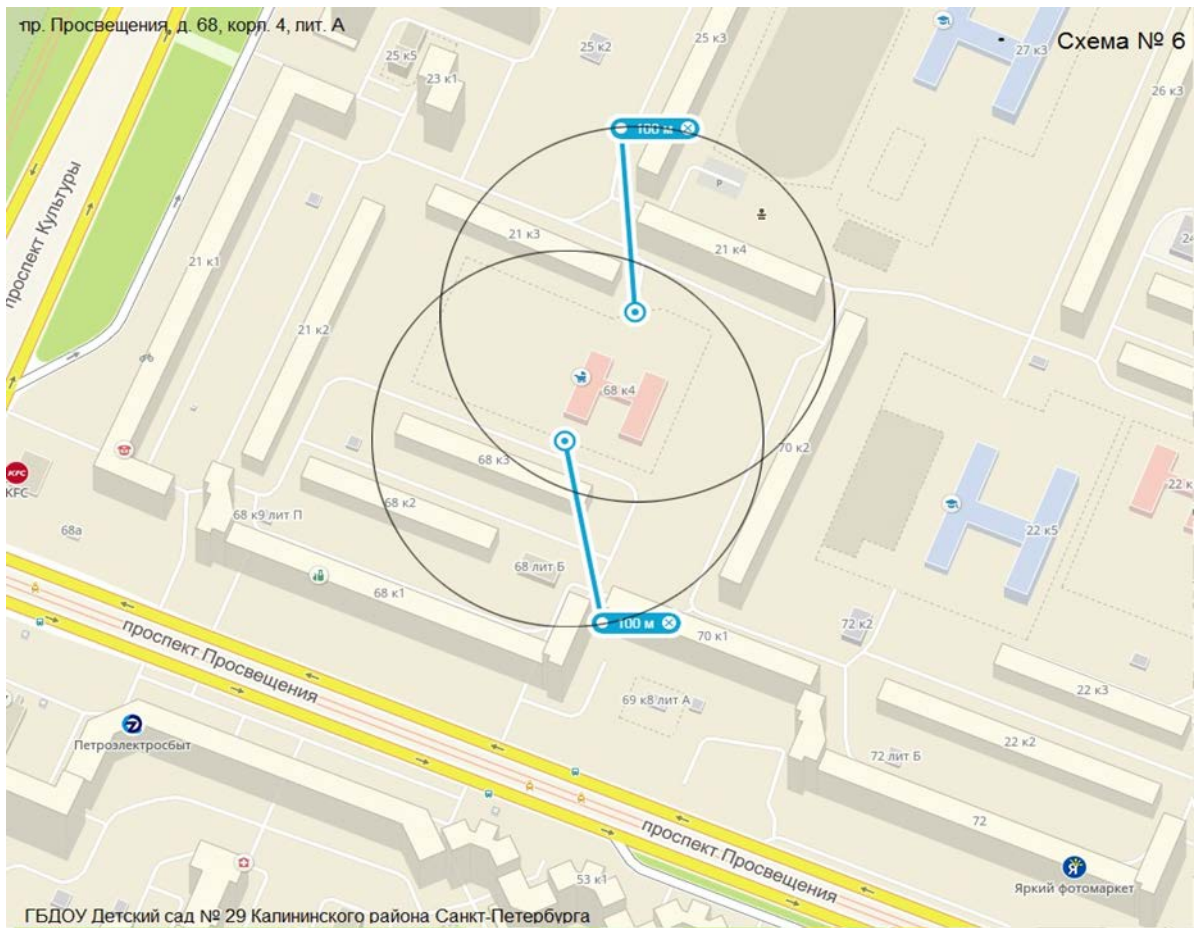 пр. Просвещения, д. 68, корп. 4, лит. А
Схема № 6
25 к2
25 к3
27 к3
25 к5
23 к1
26 к3
100 м
P
проспект Культуры
21 к3
21 к4
21 к1
21 к2
68 к4
68 к3
70 к2
KFC
KFC
68 к2
22 к
68 к9 лит П
68а
22 к5
68 лит Б
68 к1
100 м
70 к1
72 к2
проспект Просвещения
69 к8 лит А
22 к3
Петроэлектросбыт
22 к2
72 лит Б
72
проспект Просвещения
53 к1
Я
Яркий фотомаркет
ГБДОУ Детский сад № 29 Калининского района Санкт-Петербурга